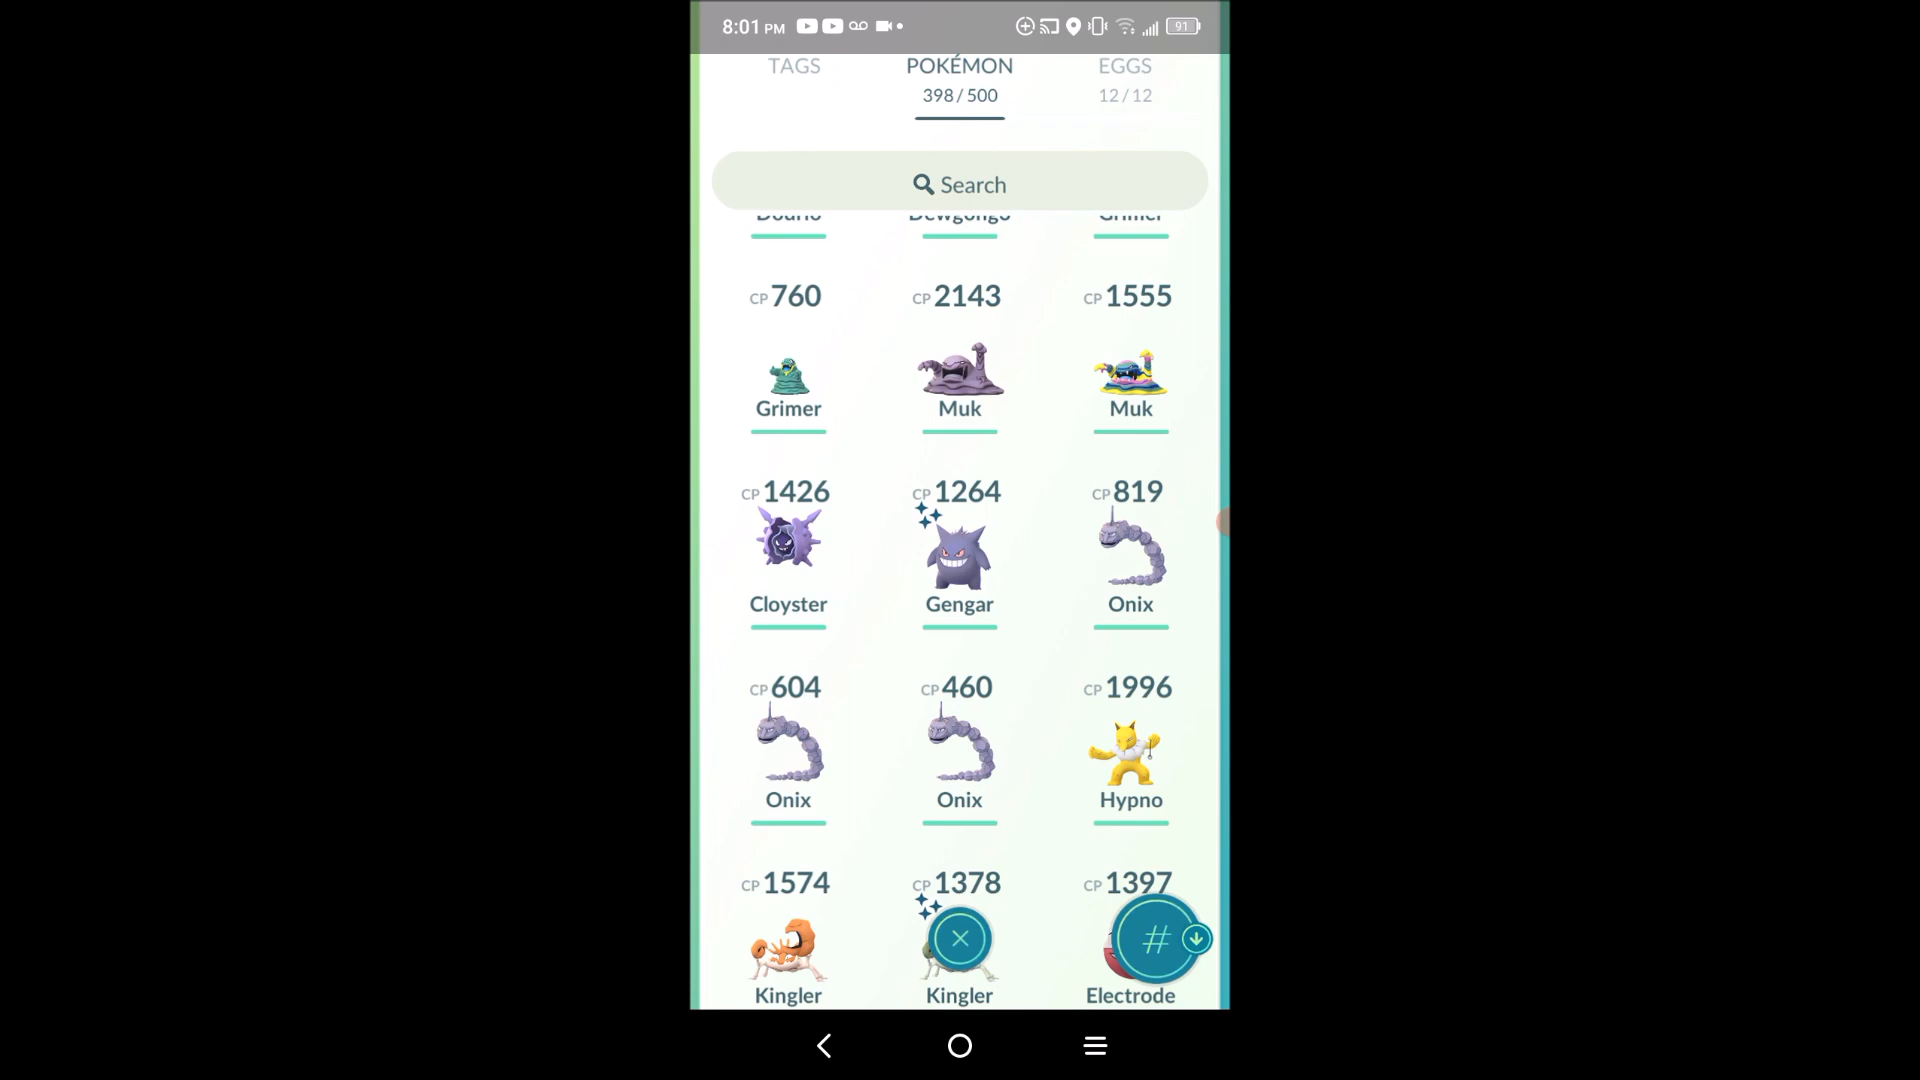 8:01 PM
91
TAGS
POKÉMON
EGGS
398 / 500
12 / 12
Search
CP 760
CP 2143
CP 1555
Grimer
Muk
Muk
CP 1426
CP 1264
CP 819
Cloyster
Gengar
Onix
CP 604
CP 460
CP 1996
Onix
Onix
Hypno
CP 1574
CP 1378
CP 1397
#
Kingler
Kingler
Electrode